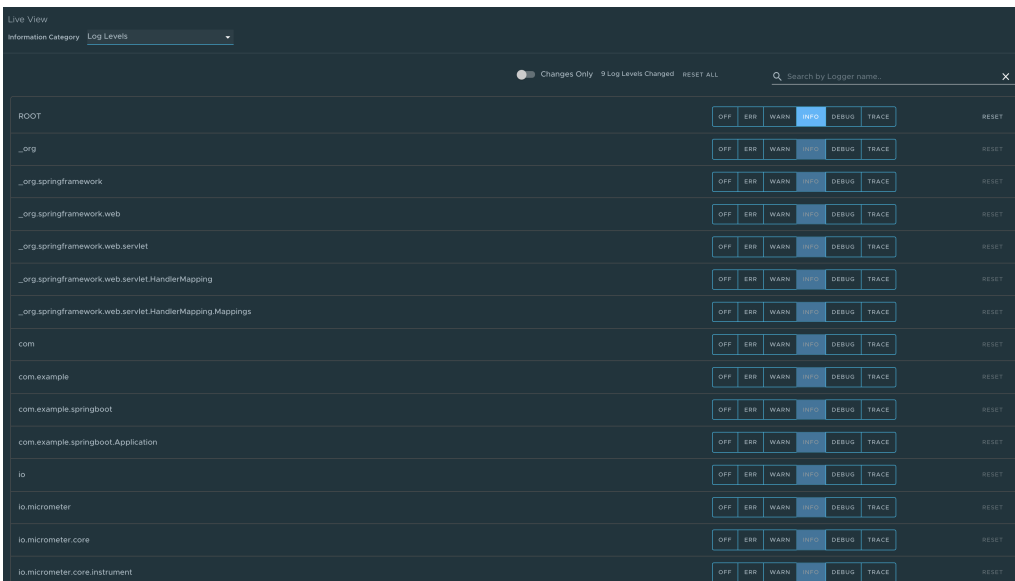 Live View
Information Category Log Levels
Changes Only 9 Log Levels Changed RESET ALL Search by Logger name..
ROOT OFF ERR WARN INFO DEBUG TRACE RESET
_org OFF ERR WARN INFO DEBUG TRACE RESET
_org.springframework OFF ERR WARN INFO DEBUG TRACE RESET
_org.springframework.web OFF ERR WARN INFO DEBUG TRACE RESET
_org.springframework.web.servlet OFF ERR WARN INFO DEBUG TRACE RESET
_org.springframework.web.servlet.HandlerMapping OFF ERR WARN INFO DEBUG TRACE RESET
_org.springframework.web.servlet.HandlerMapping.Mappings OFF ERR WARN INFO DEBUG TRACE RESET
com OFF ERR WARN INFO DEBUG TRACE RESET
com.example OFF ERR WARN INFO DEBUG TRACE RESET
com.example.springboot OFF ERR WARN INFO DEBUG TRACE RESET
com.example.springboot.Application OFF ERR WARN INFO DEBUG TRACE RESET
io OFF ERR WARN INFO DEBUG TRACE RESET
io.micrometer OFF ERR WARN INFO DEBUG TRACE RESET
io.micrometer.core OFF ERR WARN INFO DEBUG TRACE RESET
io.micrometer.core.instrument OFF ERR WARN INFO DEBUG TRACE RESET